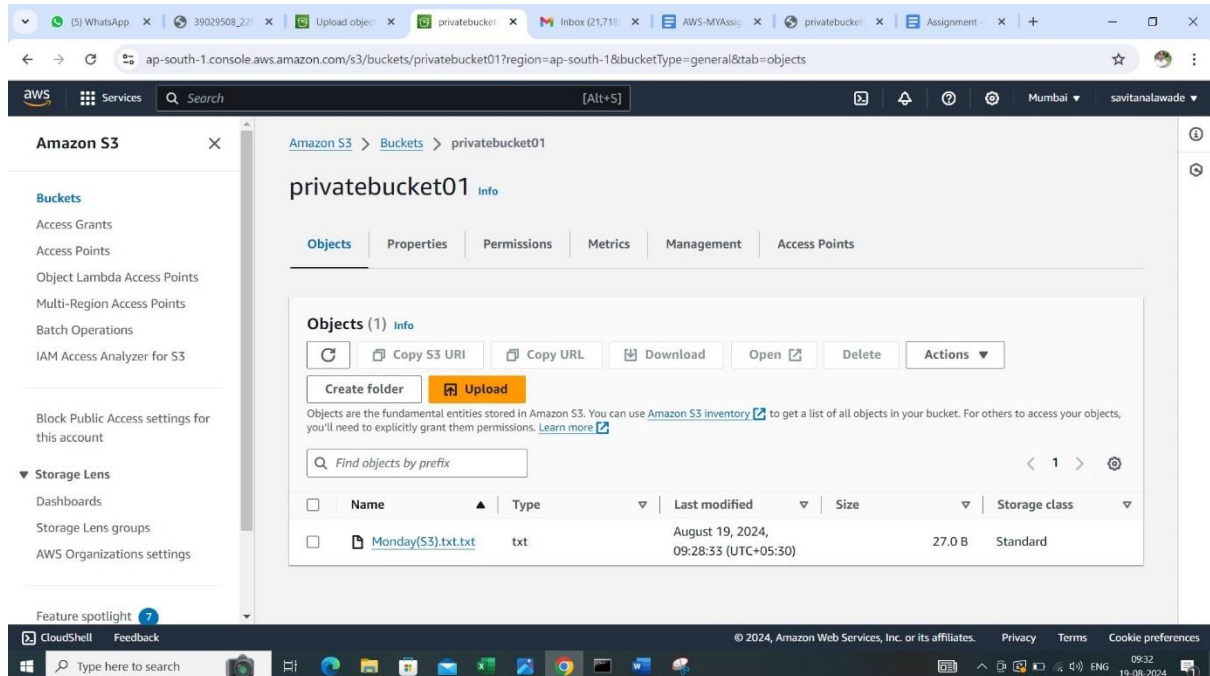 (5) WhatsApp
39029508_22
Upload objec
privatebucket
Inbox (21,718
AWS-MYAssig
privatebucket
Assignment -
ap-south-1.console.aws.amazon.com/s3/buckets/privatebucket01?region=ap-south-1&bucketType=general&tab=objects
aws Services Search [Alt+S] Mumbai savitanalawade
Amazon S3
Buckets
Access Grants
Access Points
Object Lambda Access Points
Multi-Region Access Points
Batch Operations
IAM Access Analyzer for S3
Block Public Access settings for
this account
Storage Lens
Dashboards
Storage Lens groups
AWS Organizations settings
Feature spotlight 7
Amazon S3 > Buckets > privatebucket01
privatebucket01 Info
Objects Properties Permissions Metrics Management Access Points
Objects (1) Info
Copy S3 URI Copy URL Download Open Delete Actions
Create folder Upload
Objects are the fundamental entities stored in Amazon S3. You can use Amazon S3 inventory to get a list of all objects in your bucket. For others to access your objects,
you'll need to explicitly grant them permissions. Learn more
Find objects by prefix
1
Name Type Last modified Size Storage class
Monday(S3).txt.txt txt August 19, 2024, 27.0 B Standard
09:28:33 (UTC+05:30)
CloudShell Feedback © 2024, Amazon Web Services, Inc. or its affiliates. Privacy Terms Cookie preferences
Type here to search ENG 09:32
19-08-2024